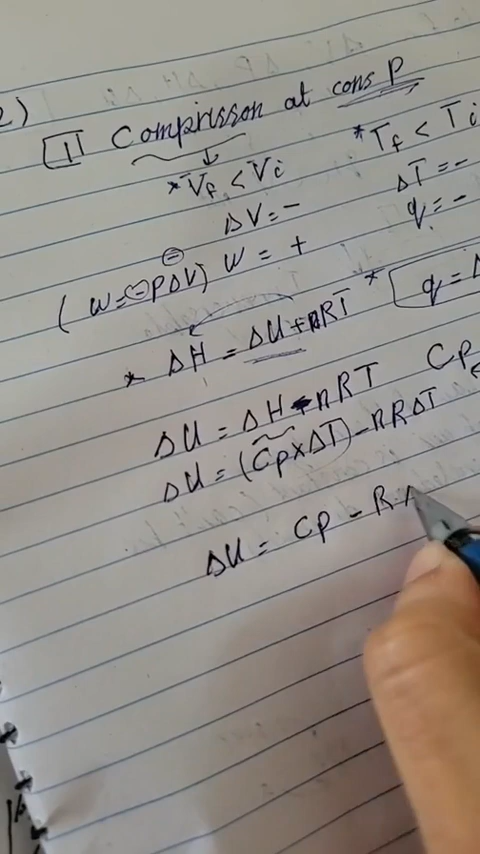 2)
1 Comprisson at cons P
*Vf < Vi
*Tf < Ti
ΔV = -
ΔT = -
(W=⊖PΔV) W = +
q = -
* ΔH = ΔU + nRT
* q = Δ
ΔU = ΔH - nRT
Cp
ΔU = (Cp×ΔT) - nRΔT
ΔU = CP - R.